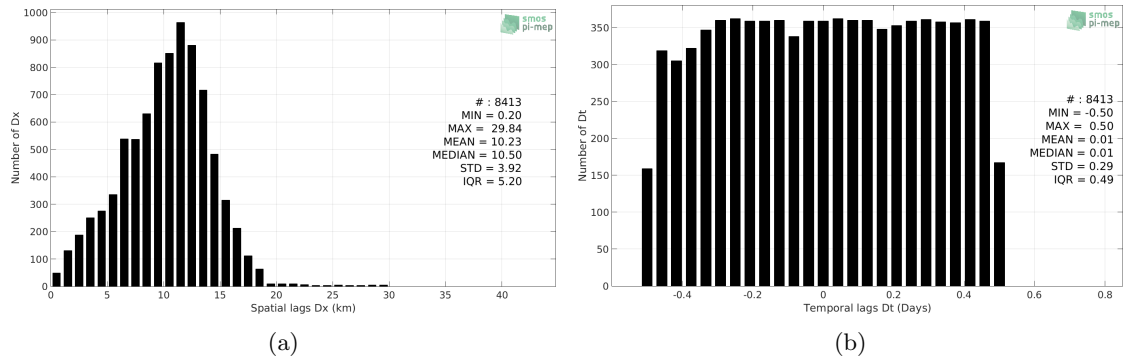 1000
900
800
700
600
500
400
300
200
100
0
Number of Dx
0 5 10 15 20 25 30 35 40
Spatial lags Dx (km)
smos
pi-mep
# : 8413
MIN = 0.20
MAX = 29.84
MEAN = 10.23
MEDIAN = 10.50
STD = 3.92
IQR = 5.20
(a)
350
300
250
200
150
100
50
0
Number of Dt
-0.4 -0.2 0 0.2 0.4 0.6 0.8
Temporal lags Dt (Days)
smos
pi-mep
# : 8413
MIN = -0.50
MAX = 0.50
MEAN = 0.01
MEDIAN = 0.01
STD = 0.29
IQR = 0.49
(b)